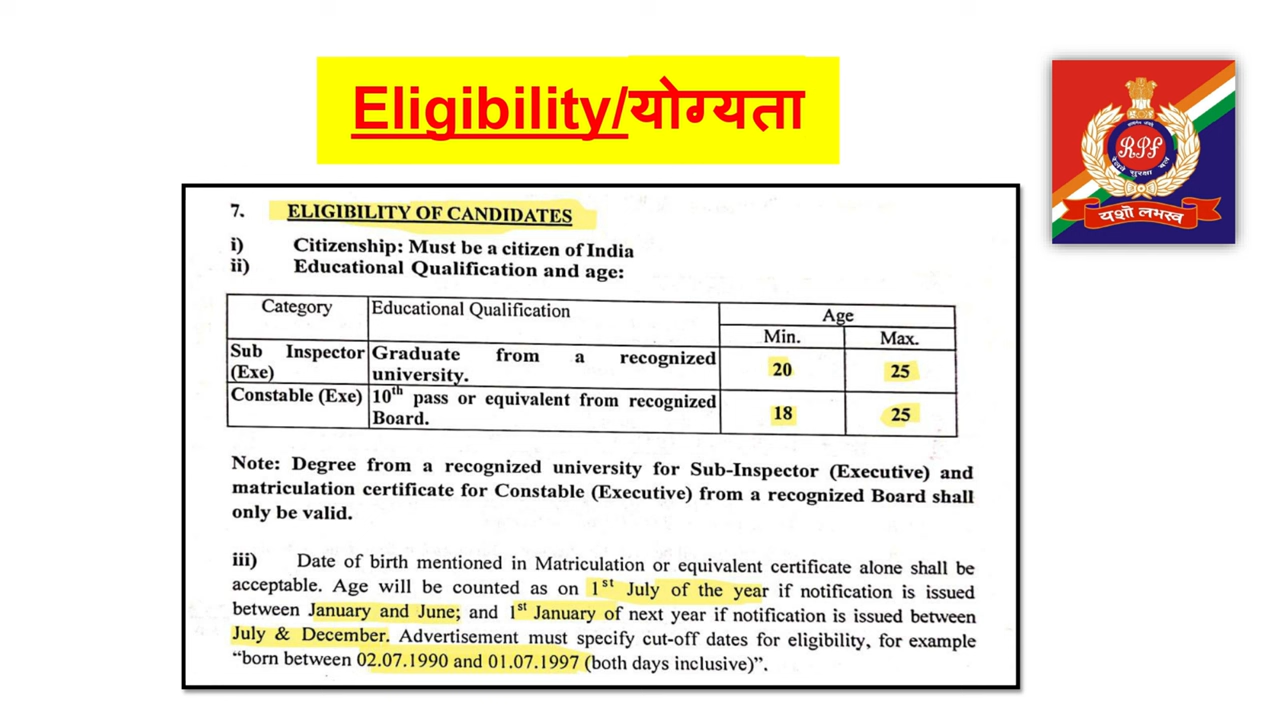 Eligibility/योग्यता
RPF
रेलवे सुरक्षा बल
यशो लभस्व
7. ELIGIBILITY OF CANDIDATES
i) Citizenship: Must be a citizen of India
ii) Educational Qualification and age:
Category Educational Qualification Age
Min. Max.
Sub Inspector Graduate from a recognized
(Exe) university. 20 25
Constable (Exe) 10th pass or equivalent from recognized
Board. 18 25
Note: Degree from a recognized university for Sub-Inspector (Executive) and
matriculation certificate for Constable (Executive) from a recognized Board shall
only be valid.
iii) Date of birth mentioned in Matriculation or equivalent certificate alone shall be
acceptable. Age will be counted as on 1st July of the year if notification is issued
between January and June; and 1st January of next year if notification is issued between
July & December. Advertisement must specify cut-off dates for eligibility, for example
“born between 02.07.1990 and 01.07.1997 (both days inclusive)”.